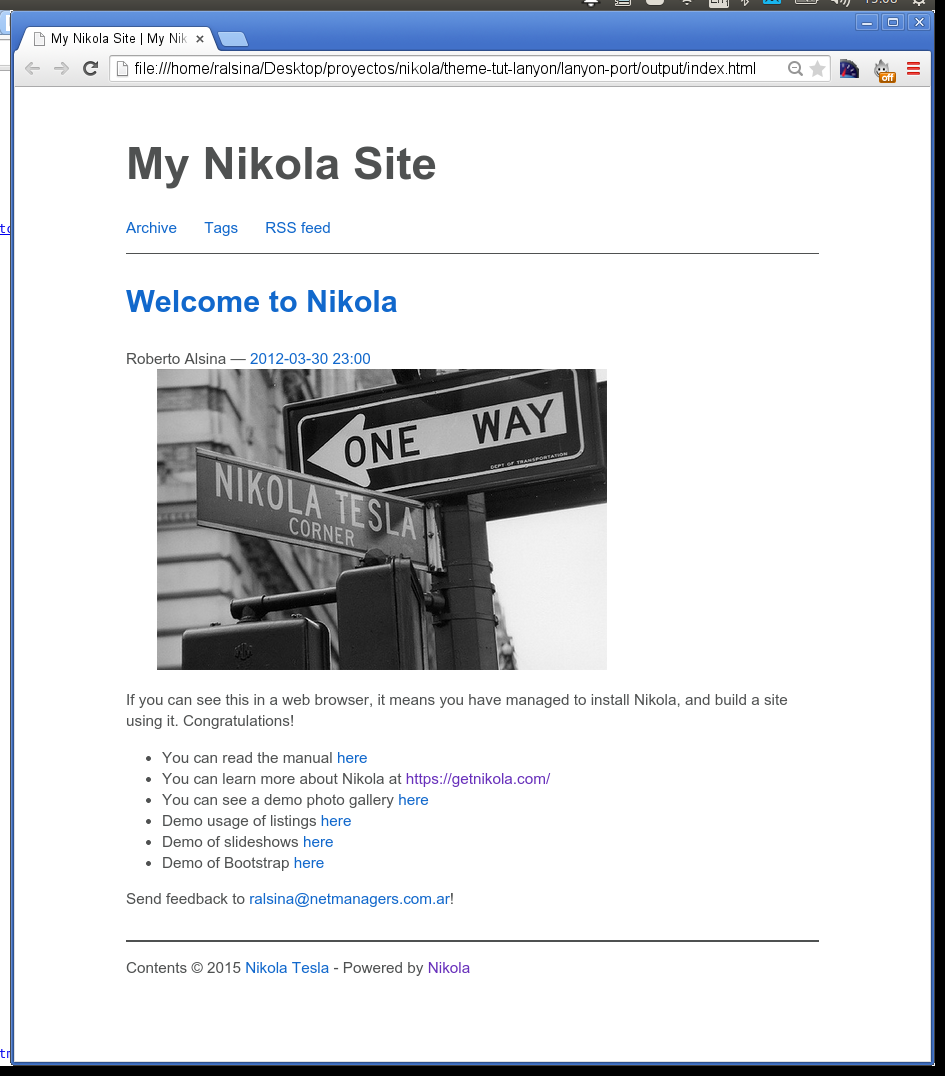 My Nikola Site | My Nik
file:///home/ralsina/Desktop/proyectos/nikola/theme-tut-lanyon/lanyon-port/output/index.html
off
My Nikola Site
Archive Tags RSS feed
Welcome to Nikola
Roberto Alsina — 2012-03-30 23:00
ONE WAY
DEPT OF TRANSPORTATION
NIKOLA TESLA
CORNER
If you can see this in a web browser, it means you have managed to install Nikola, and build a site
using it. Congratulations!
You can read the manual here
You can learn more about Nikola at https://getnikola.com/
You can see a demo photo gallery here
Demo usage of listings here
Demo of slideshows here
Demo of Bootstrap here
Send feedback to ralsina@netmanagers.com.ar!
Contents © 2015 Nikola Tesla - Powered by Nikola